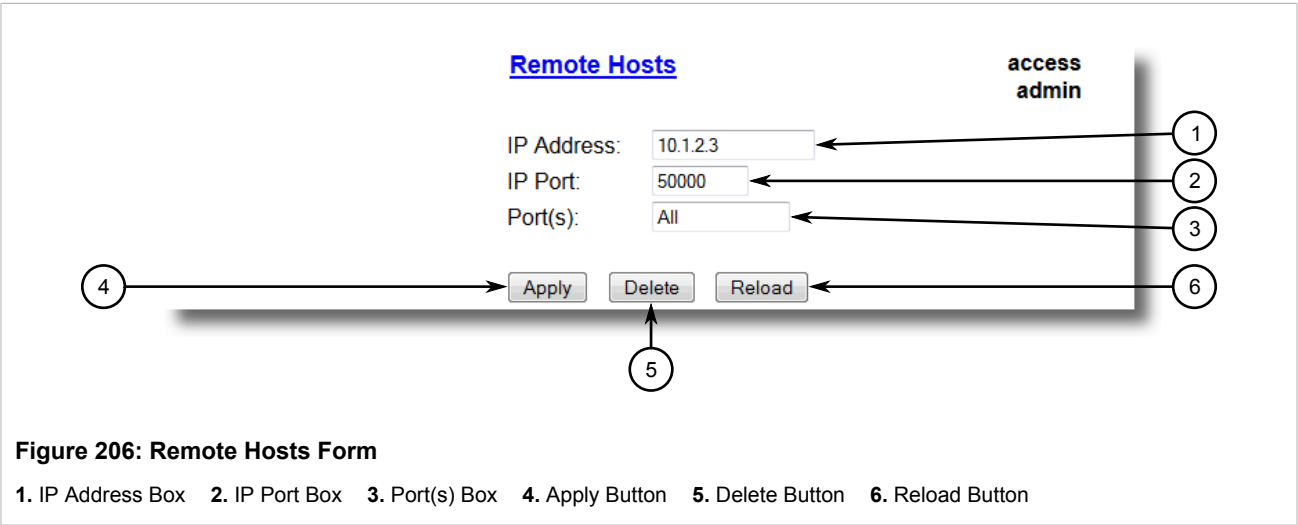 Remote Hosts
access
admin
IP Address: 10.1.2.3
1
IP Port: 50000
2
Port(s): All
3
4
Apply Delete Reload
6
5
Figure 206: Remote Hosts Form
1. IP Address Box 2. IP Port Box 3. Port(s) Box 4. Apply Button 5. Delete Button 6. Reload Button